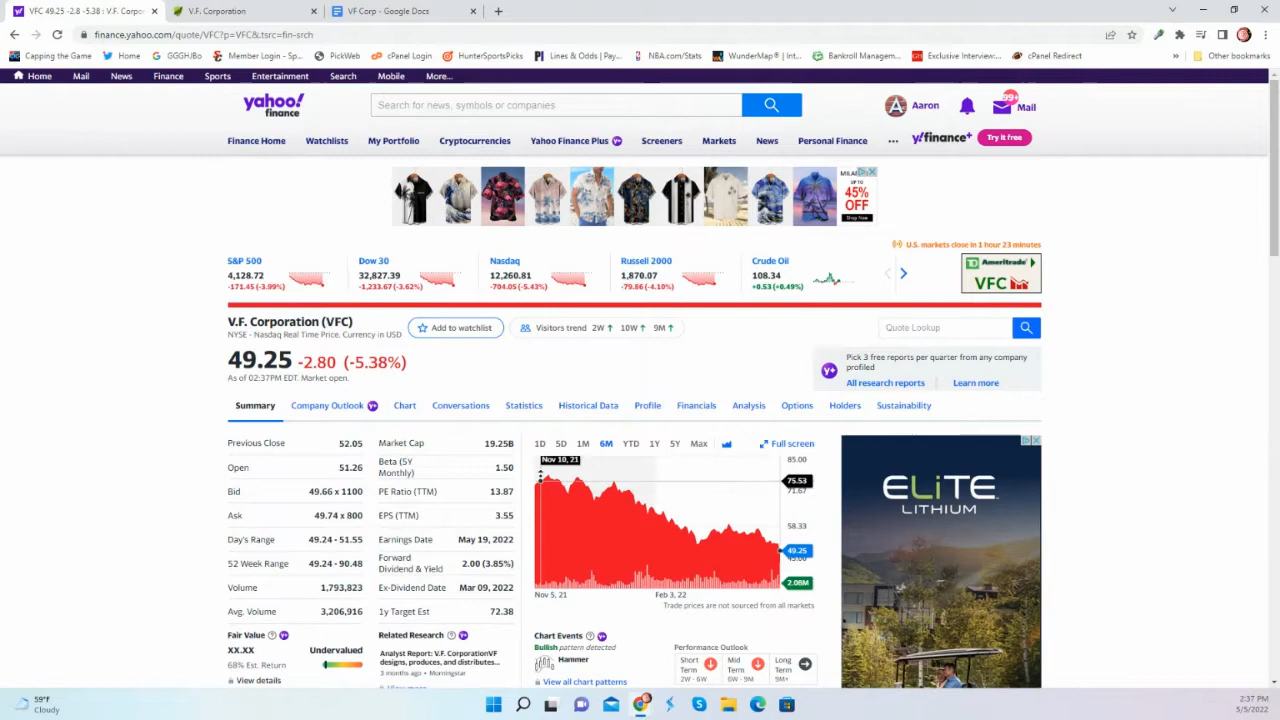 VFC 49.25 -2.8 -5.38 : V.F. Corpor
V.F. Corporation
VF Corp - Google Docs
finance.yahoo.com/quote/VFC?p=VFC&.tsrc=fin-srch
Capping the Game
Home
GGGH/Bo
Member Login - Sp...
PickWeb
cPanel Login
HunterSportsPicks
Lines & Odds | Pay...
NBA.com/Stats
WunderMap® | Int...
Bankroll Managem...
Exclusive Interview:...
cPanel Redirect
»
Other bookmarks
Home Mail News Finance Sports Entertainment Search Mobile More...
yahoo!
finance
Search for news, symbols or companies
Aaron
99+
Mail
Finance Home Watchlists My Portfolio Cryptocurrencies Yahoo Finance Plus Screeners Markets News Personal Finance ...
y!finance+
Try it free
UP TO
45%
OFF
Shop Now
U.S. markets close in 1 hour 23 minutes
S&P 500
4,128.72
-171.45 (-3.99%)
Dow 30
32,827.39
-1,233.67 (-3.62%)
Nasdaq
12,260.81
-704.05 (-5.43%)
Russell 2000
1,870.07
-79.86 (-4.10%)
Crude Oil
108.34
+0.53 (+0.49%)
TD Ameritrade
VFC
V.F. Corporation (VFC)
NYSE - Nasdaq Real Time Price. Currency in USD
Add to watchlist
Visitors trend 2W ↑ 10W ↑ 9M ↑
Quote Lookup
49.25 -2.80 (-5.38%)
As of 02:37PM EDT. Market open.
Y+
Pick 3 free reports per quarter from any company
profiled
All research reports
Learn more
Summary Company Outlook Chart Conversations Statistics Historical Data Profile Financials Analysis Options Holders Sustainability
Previous Close 52.05
Open 51.26
Bid 49.66 x 1100
Ask 49.74 x 800
Day's Range 49.24 - 51.55
52 Week Range 49.24 - 90.48
Volume 1,793,823
Avg. Volume 3,206,916
Market Cap 19.25B
Beta (5Y
Monthly) 1.50
PE Ratio (TTM) 13.87
EPS (TTM) 3.55
Earnings Date May 19, 2022
Forward
Dividend & Yield 2.00 (3.85%)
Ex-Dividend Date Mar 09, 2022
1y Target Est 72.38
Fair Value
XX.XX Undervalued
68% Est. Return
View details
Related Research
Analyst Report: V.F. CorporationVF
designs, produces, and distributes...
3 months ago • Morningstar
1D 5D 1M 6M YTD 1Y 5Y Max
Full screen
Nov 10, 21
85.00
75.53
71.67
58.33
49.25
45.00
2.08M
Nov 5, 21
Feb 3, 22
Trade prices are not sourced from all markets
Chart Events
Bullish pattern detected
Hammer
View all chart patterns
Performance Outlook
Short
Term
2W - 6W
Mid
Term
6W - 9M
Long
Term
9M+
ELiTE
LITHIUM
59°F
Cloudy
2:37 PM
5/5/2022